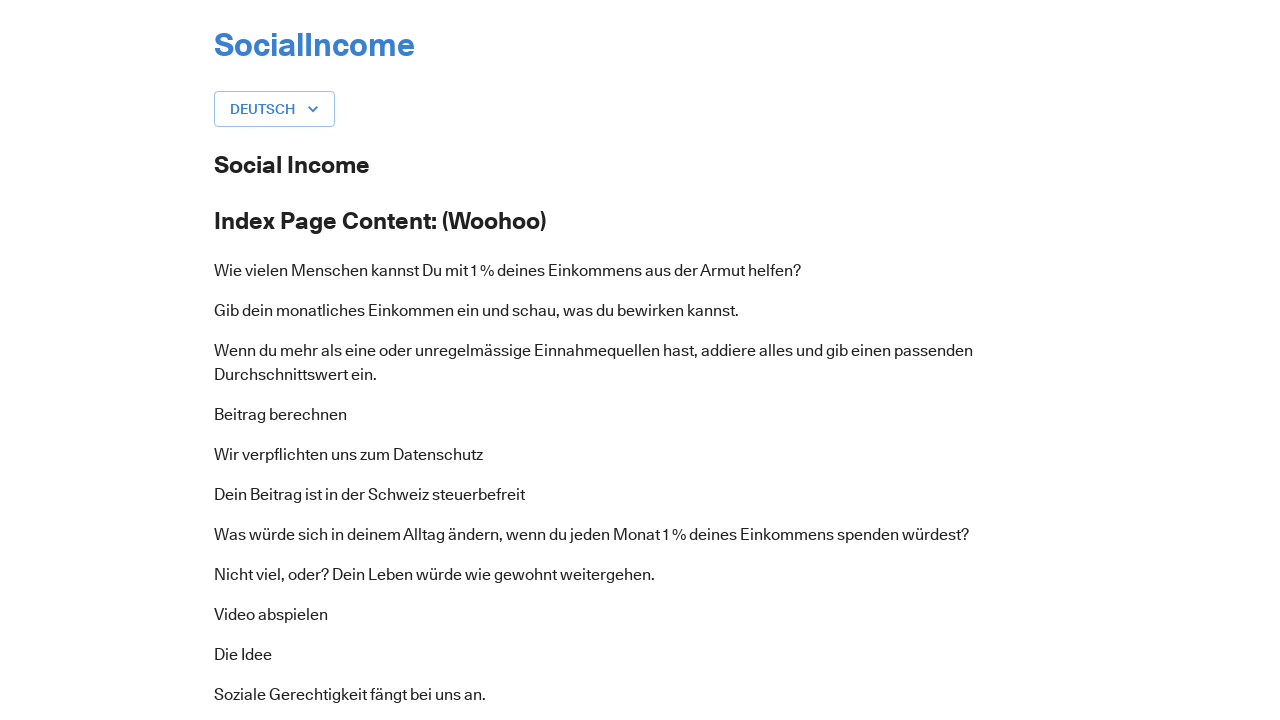 SocialIncome
DEUTSCH
Social Income
Index Page Content: (Woohoo)
Wie vielen Menschen kannst Du mit 1 % deines Einkommens aus der Armut helfen?
Gib dein monatliches Einkommen ein und schau, was du bewirken kannst.
Wenn du mehr als eine oder unregelmässige Einnahmequellen hast, addiere alles und gib einen passenden
Durchschnittswert ein.
Beitrag berechnen
Wir verpflichten uns zum Datenschutz
Dein Beitrag ist in der Schweiz steuerbefreit
Was würde sich in deinem Alltag ändern, wenn du jeden Monat 1 % deines Einkommens spenden würdest?
Nicht viel, oder? Dein Leben würde wie gewohnt weitergehen.
Video abspielen
Die Idee
Soziale Gerechtigkeit fängt bei uns an.